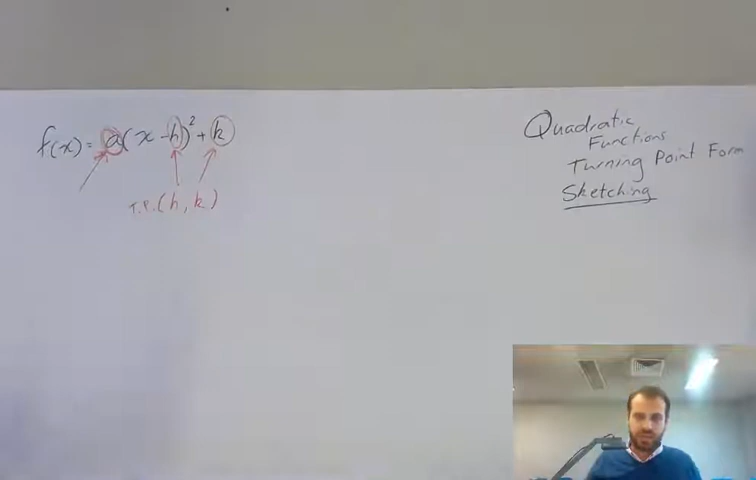 f(x) = a(x - h)² + k
T.P. (h, k)
Quadratic
Functions
Turning Point Form
Sketching